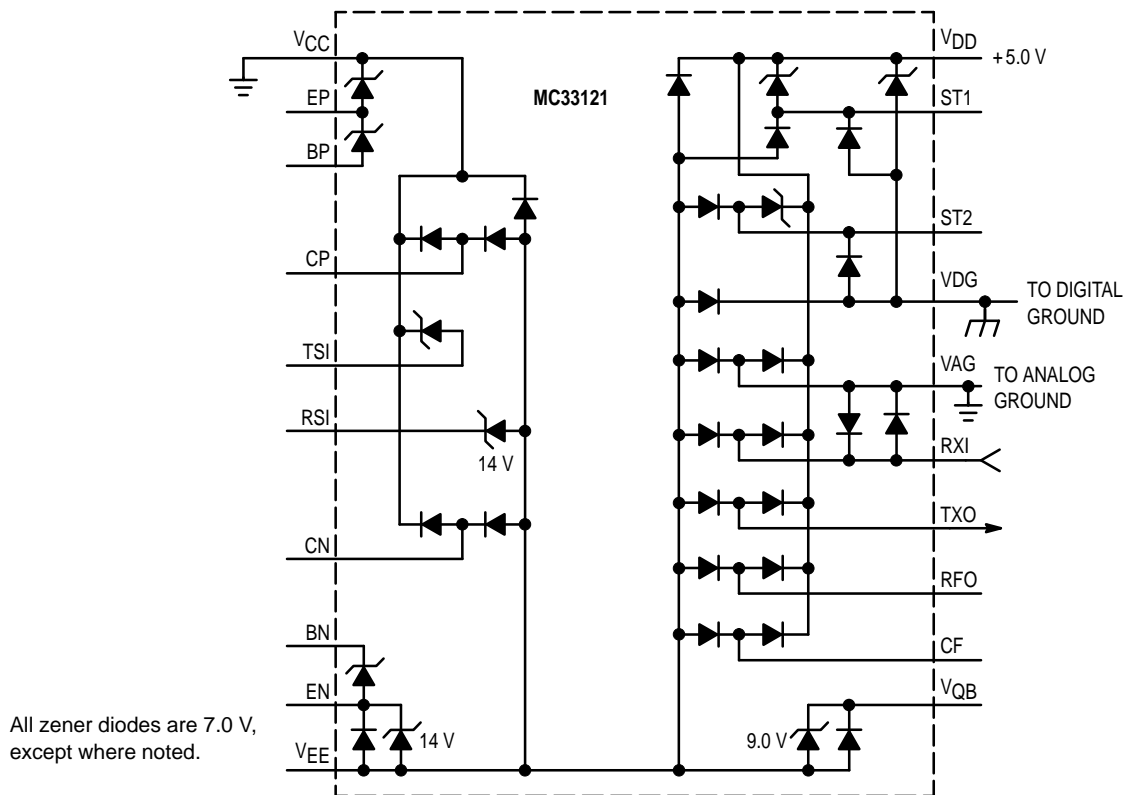 VCC
EP
BP
CP
TSI
RSI
14 V
CN
BN
EN
14 V
VEE
All zener diodes are 7.0 V,
except where noted.
MC33121
VDD
+5.0 V
ST1
ST2
VDG
TO DIGITAL
GROUND
VAG
TO ANALOG
GROUND
RXI
TXO
RFO
CF
VQB
9.0 V